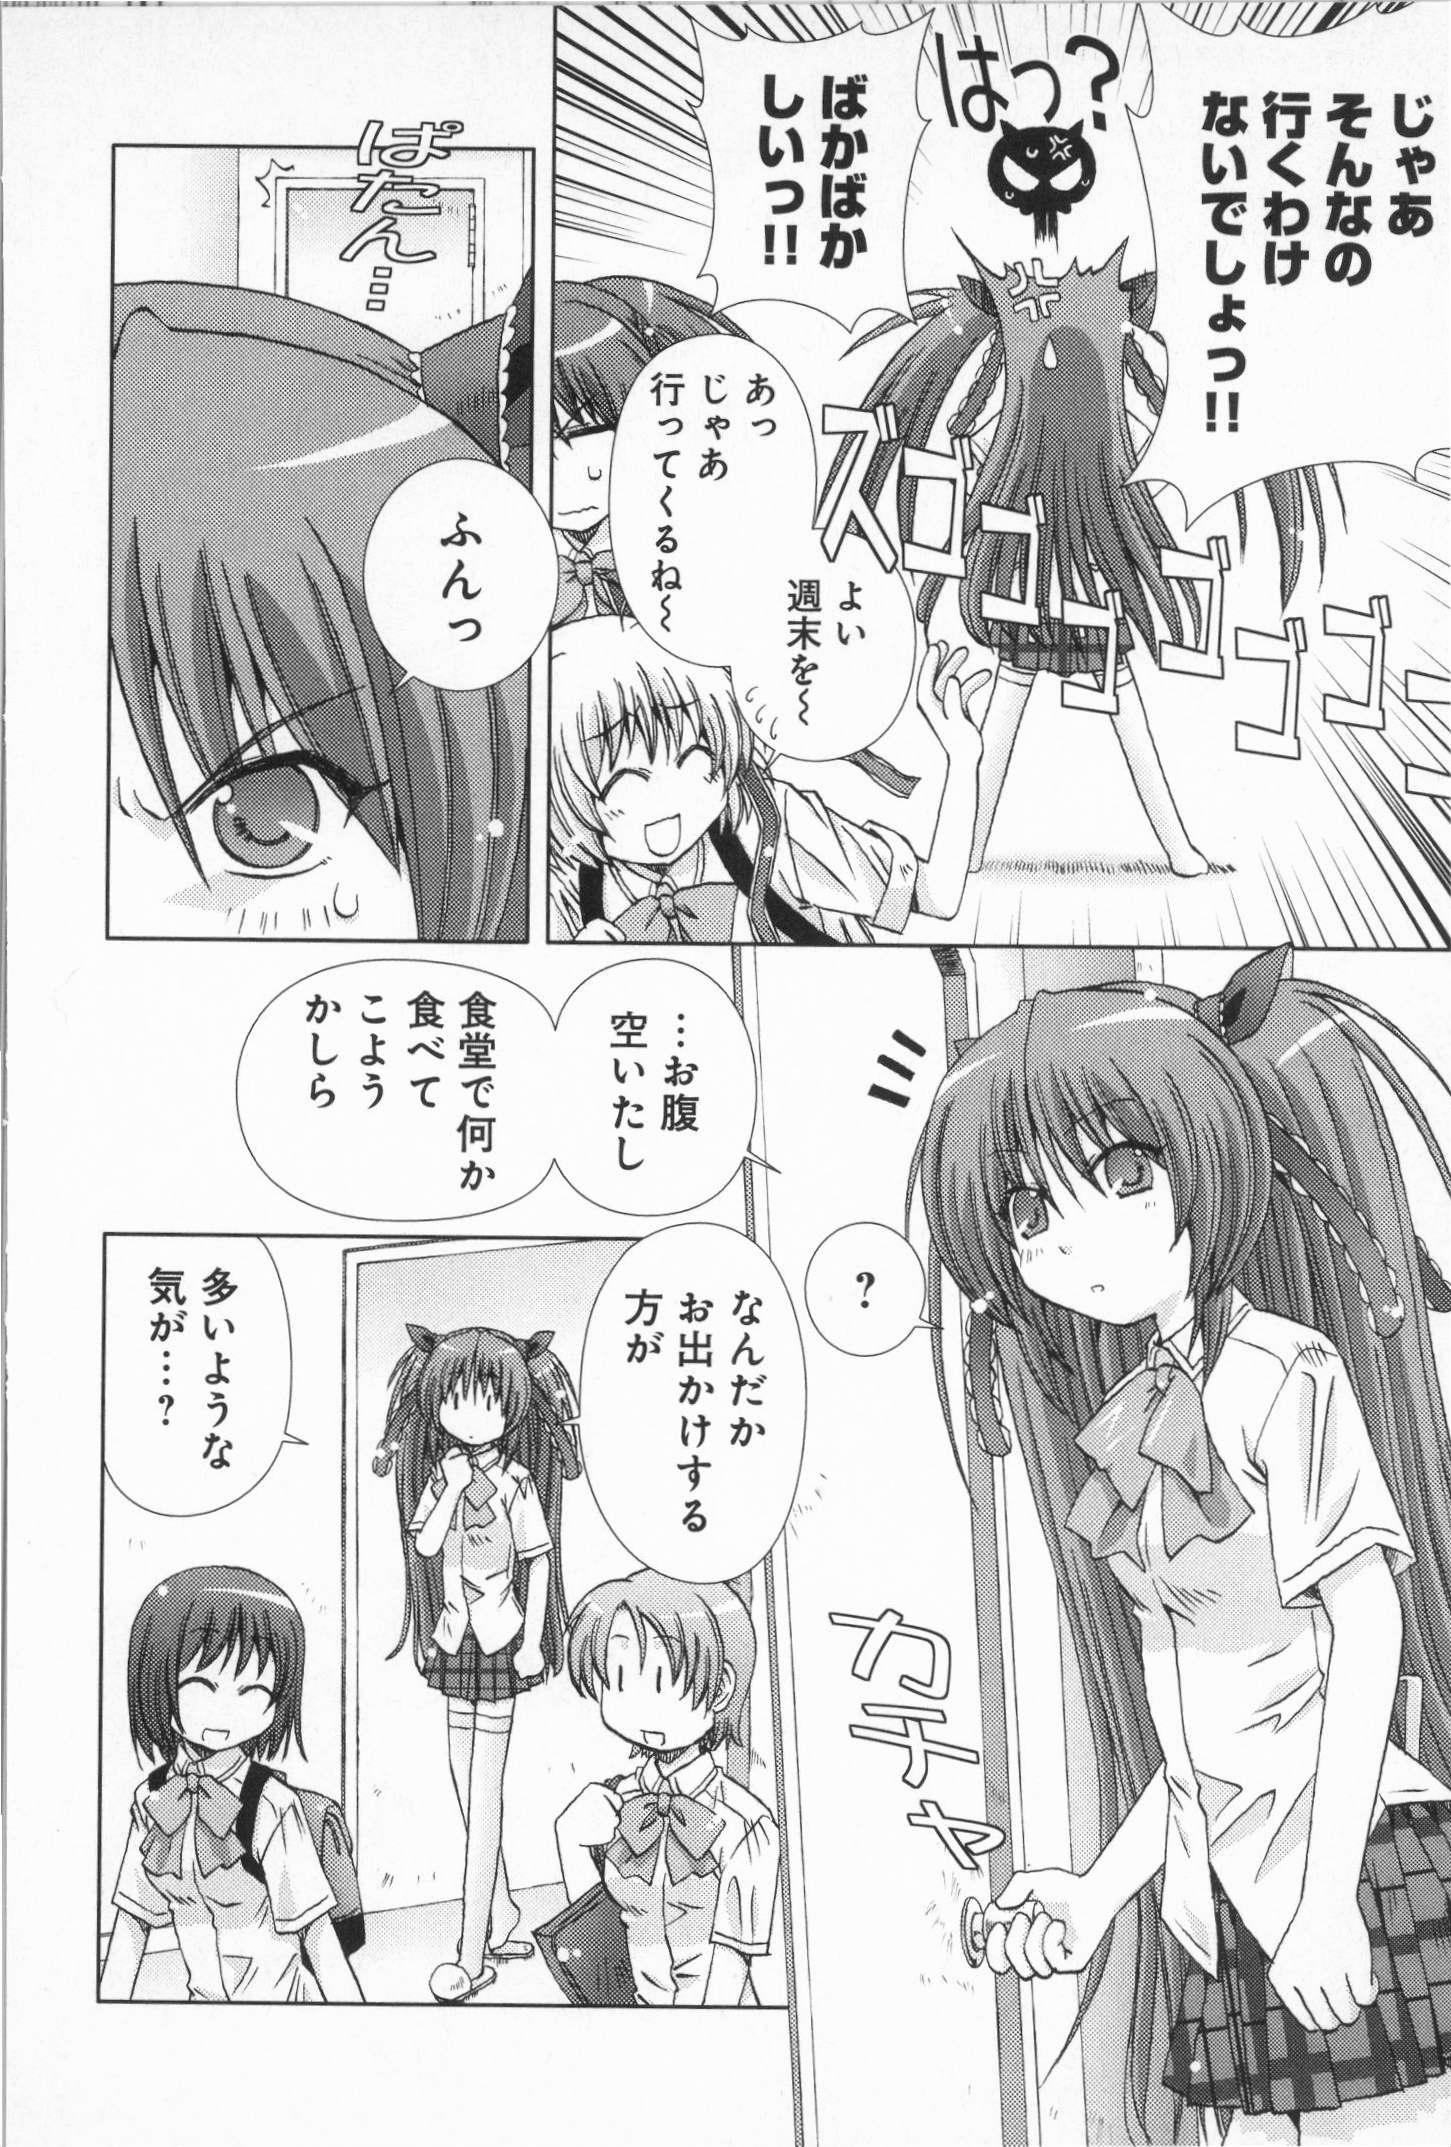 じゃあ
そんなの
行くわけ
ないでしょっ!!
はっ?
ばかばか
しいっ!!
ズゴゴゴゴゴゴ
あっ
じゃあ
行ってくるね〜
よい
週末を〜
ぱたん…
ふんっ
…お腹
空いたし
食堂で何か
食べて
こよう
かしら
?
カチャ
なんだか
お出かけする
方が
多いような
気が…?